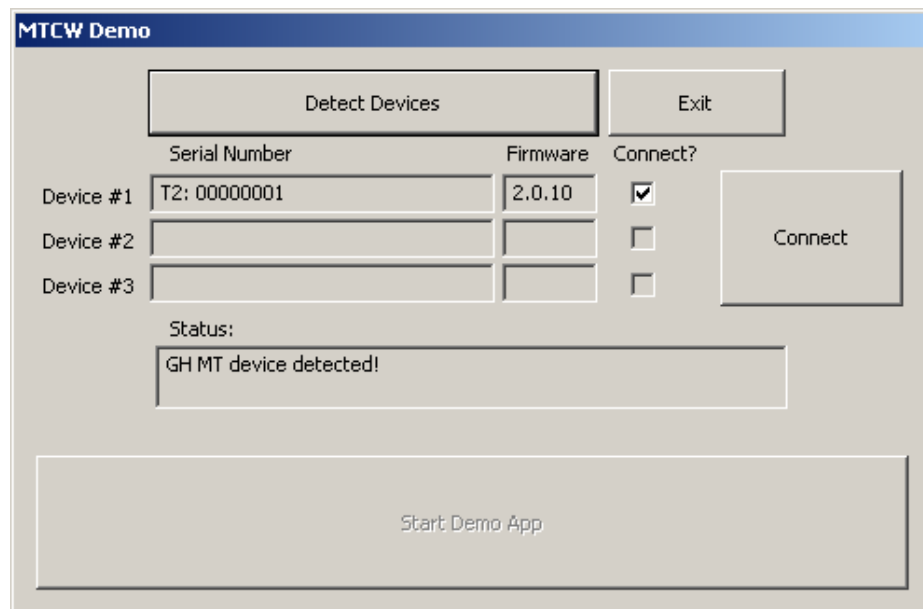 MTCW Demo
Detect Devices Exit
Serial Number Firmware Connect?
Device #1 T2: 00000001 2.0.10
Device #2
Connect
Device #3
Status:
GH MT device detected!
Start Demo App